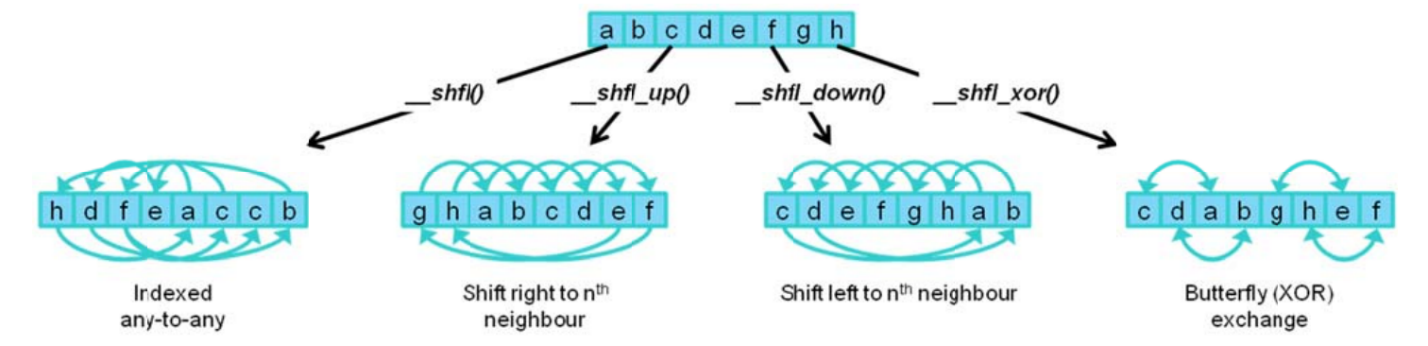 a b c d e f g h
__shfl() __shfl_up() __shfl_down() __shfl_xor()
h d f e a c c b
g h a b c d e f
c d e f g h a b
c d a b g h e f
Indexed
any-to-any
Shift right to nth
neighbour
Shift left to nth neighbour
Butterfly (XOR)
exchange